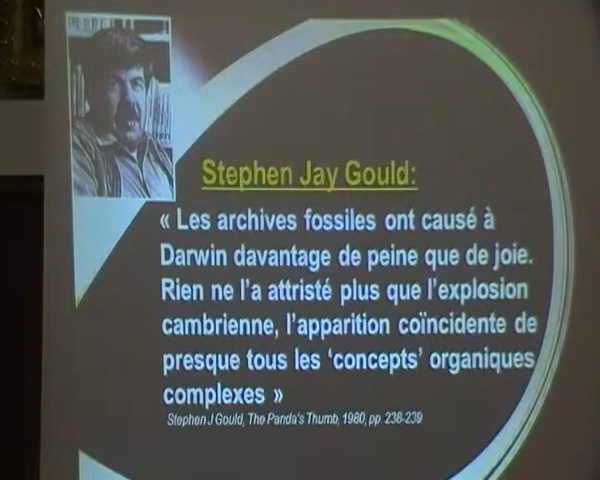 Stephen Jay Gould:
« Les archives fossiles ont causé à
Darwin davantage de peine que de joie.
Rien ne l'a attristé plus que l'explosion
cambrienne, l'apparition coïncidente de
presque tous les ‘concepts’ organiques
complexes »
Stephen J Gould, The Panda's Thumb, 1980, pp. 238-239